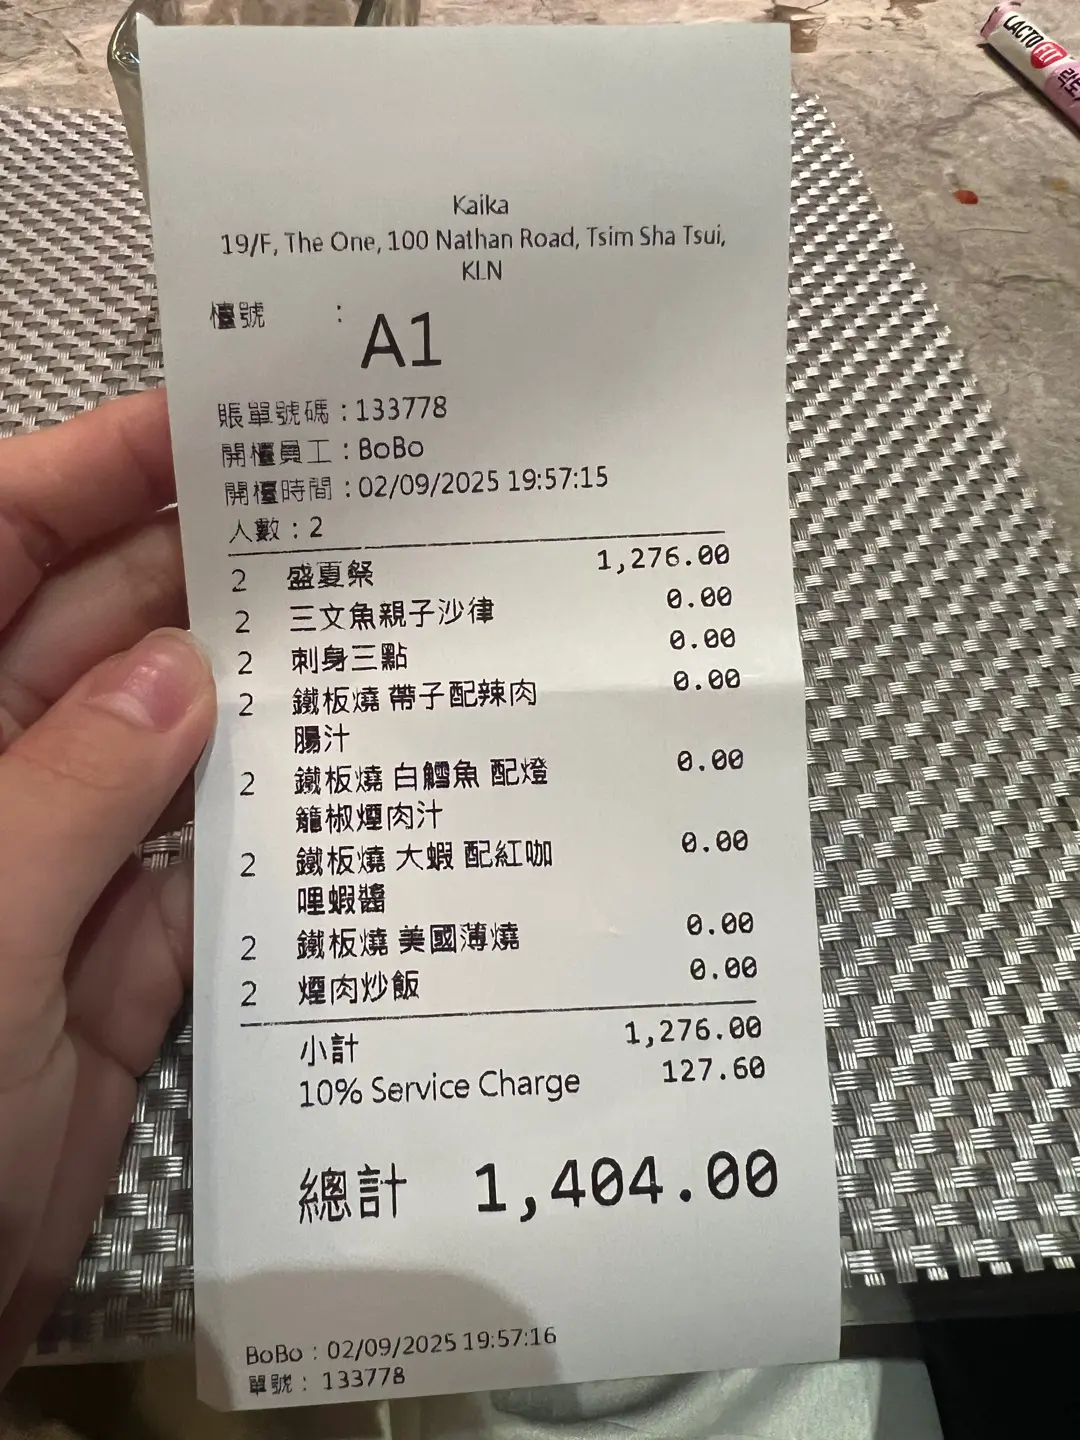 Kaika
19/F, The One, 100 Nathan Road, Tsim Sha Tsui,
KLN
檯號 :
A1
賬單號碼 : 133778
開檯員工 : BoBo
開檯時間 : 02/09/2025 19:57:15
人數 : 2
2 盛夏祭 1,276.00
2 三文魚親子沙律 0.00
2 刺身三點 0.00
2 鐵板燒 帶子配辣肉 0.00
腸汁
2 鐵板燒 白鱈魚 配燈 0.00
籠椒煙肉汁
2 鐵板燒 大蝦 配紅咖 0.00
哩蝦醬
2 鐵板燒 美國薄燒 0.00
2 煙肉炒飯 0.00
小計 1,276.00
10% Service Charge 127.60
總計 1,404.00
BoBo : 02/09/2025 19:57:16
單號 : 133778
LACTO FIT